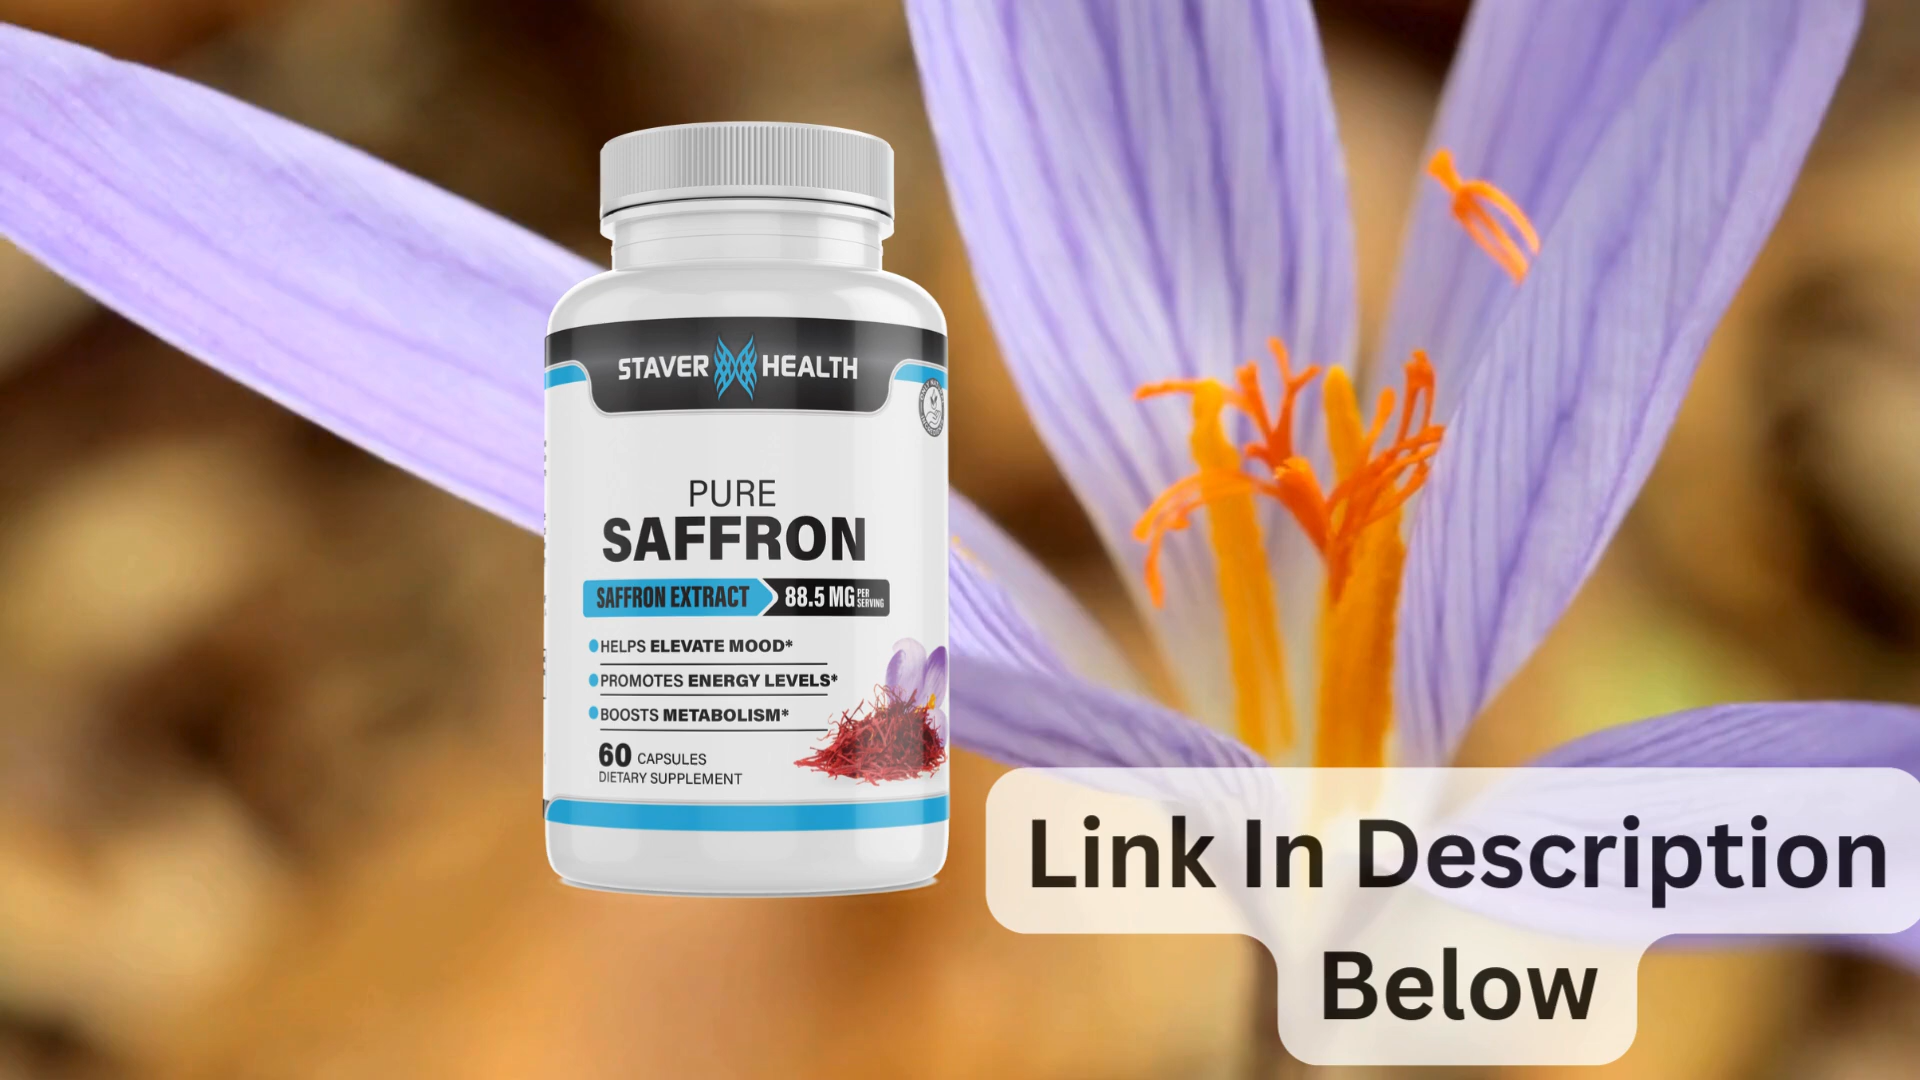 STAVER HEALTH
PURE
SAFFRON
SAFFRON EXTRACT 88.5 MG PER SERVING
HELPS ELEVATE MOOD*
PROMOTES ENERGY LEVELS*
BOOSTS METABOLISM*
60 CAPSULES
DIETARY SUPPLEMENT
Link In Description
Below